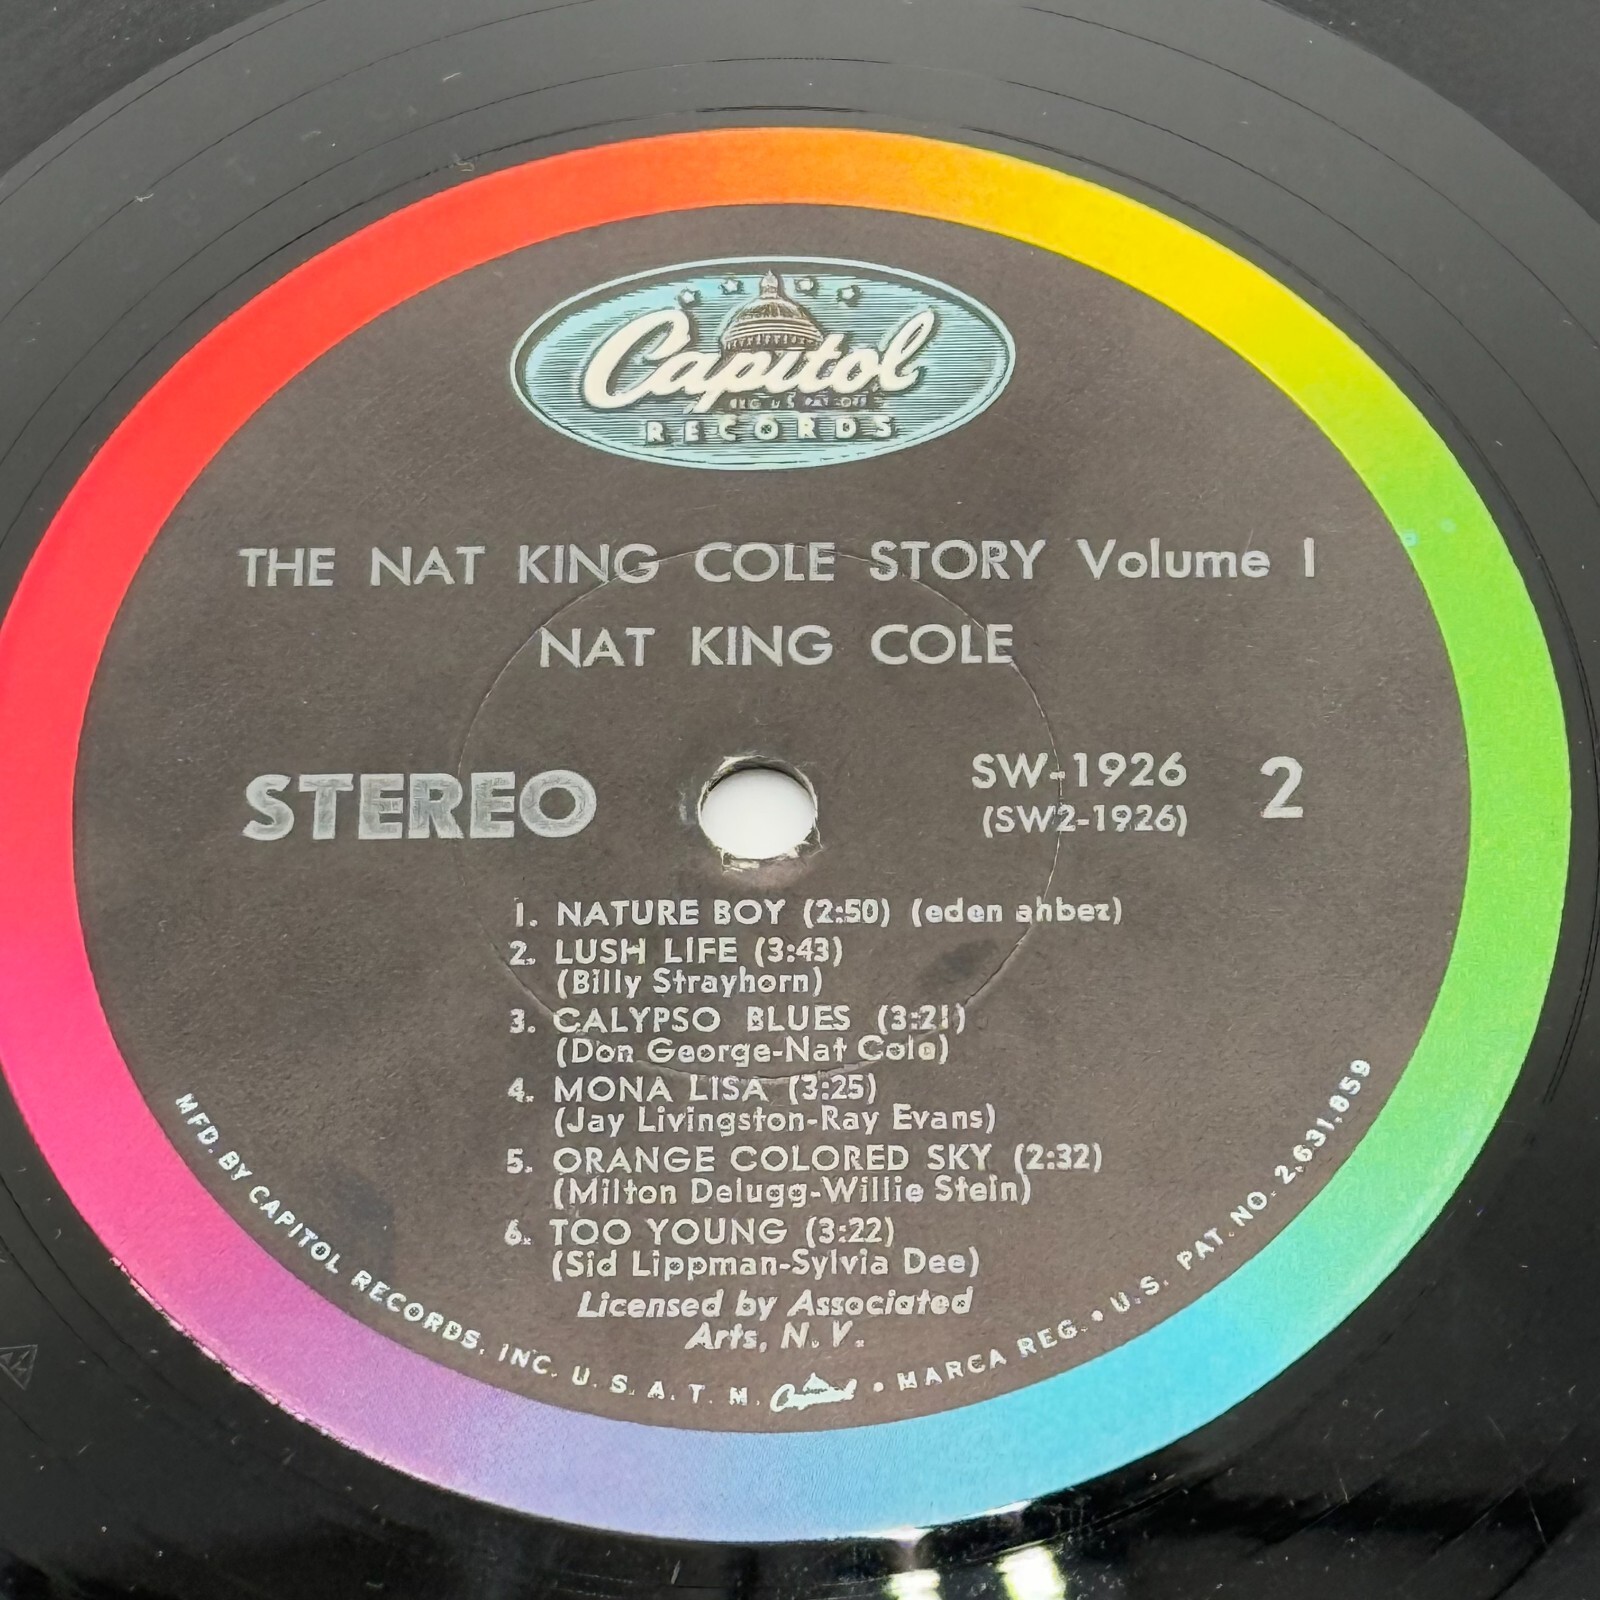 Capitol
RECORDS
THE NAT KING COLE STORY Volume I
NAT KING COLE
STEREO
SW-1926
(SW2-1926)
2
1. NATURE BOY (2:50) (eden ahbez)
2. LUSH LIFE (3:43)
(Billy Strayhorn)
3. CALYPSO BLUES (3:21)
(Don George-Nat Cole)
4. MONA LISA (3:25)
(Jay Livingston-Ray Evans)
5. ORANGE COLORED SKY (2:32)
(Milton Delugg-Willie Stein)
6. TOO YOUNG (3:22)
(Sid Lippman-Sylvia Dee)
Licensed by Associated
Arts, N. V.
MFD. BY CAPITOL RECORDS, INC. U. S. A. T. M. Capitol • MARCA REG. • U.S. PAT. NO. 2,631,859